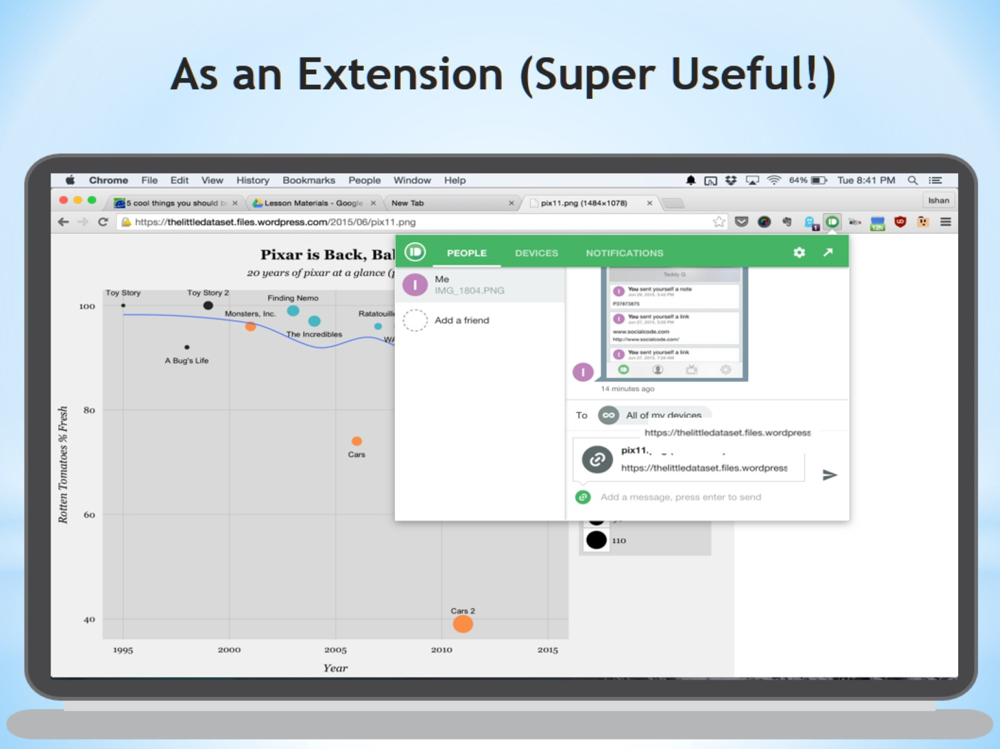 As an Extension (Super Useful!)
Chrome File Edit View History Bookmarks People Window Help 64% Tue 8:41 PM
5 cool things you should Lesson Materials - Google New Tab pix11.png (1484×1078) Ishan
https://thelittledataset.files.wordpress.com/2015/06/pix11.png
1 12h
PEOPLE DEVICES NOTIFICATIONS
Me
IMG_1804.PNG
Add a friend
Teddy G
You sent yourself a note
Jun 29, 2015, 3:43 PM
P37873875
You sent yourself a link
Jun 27, 2015, 3:26 PM
www.socialcode.com
http://www.socialcode.com/
You sent yourself a link
Jun 27, 2015, 7:59 AM
I
14 minutes ago
To All of my devices
https://thelittledataset.files.wordpress
pix11.
https://thelittledataset.files.wordpress
Add a message, press enter to send
Pixar is Back,
20 years of pixar at a glance
Toy Story
Toy Story 2
Finding Nemo
Monsters, Inc.
Ratatouille
The Incredibles
A Bug's Life
Cars
Cars 2
100
80
60
40
Rotten Tomatoes % Fresh
110
1995 2000 2005 2010 2015
Year